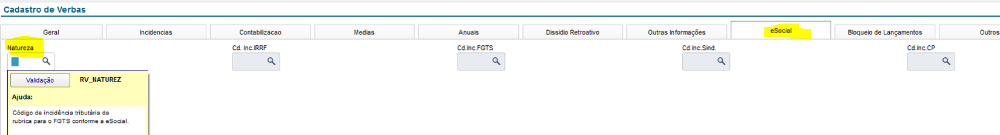 Cadastro de Verbas
Geral Incidencias Contabilizacao Medias Anuais Dissidio Retroativo Outras Informações eSocial Bloqueio de Lançamentos Outros
Natureza Cd. Inc.IRRF Cd.Inc.FGTS Cd.Inc.Sind. Cd.Inc.CP
Validação RV_NATUREZ
Ajuda:
Código de incidência tributária da
rubrica para o FGTS conforme a eSocial.